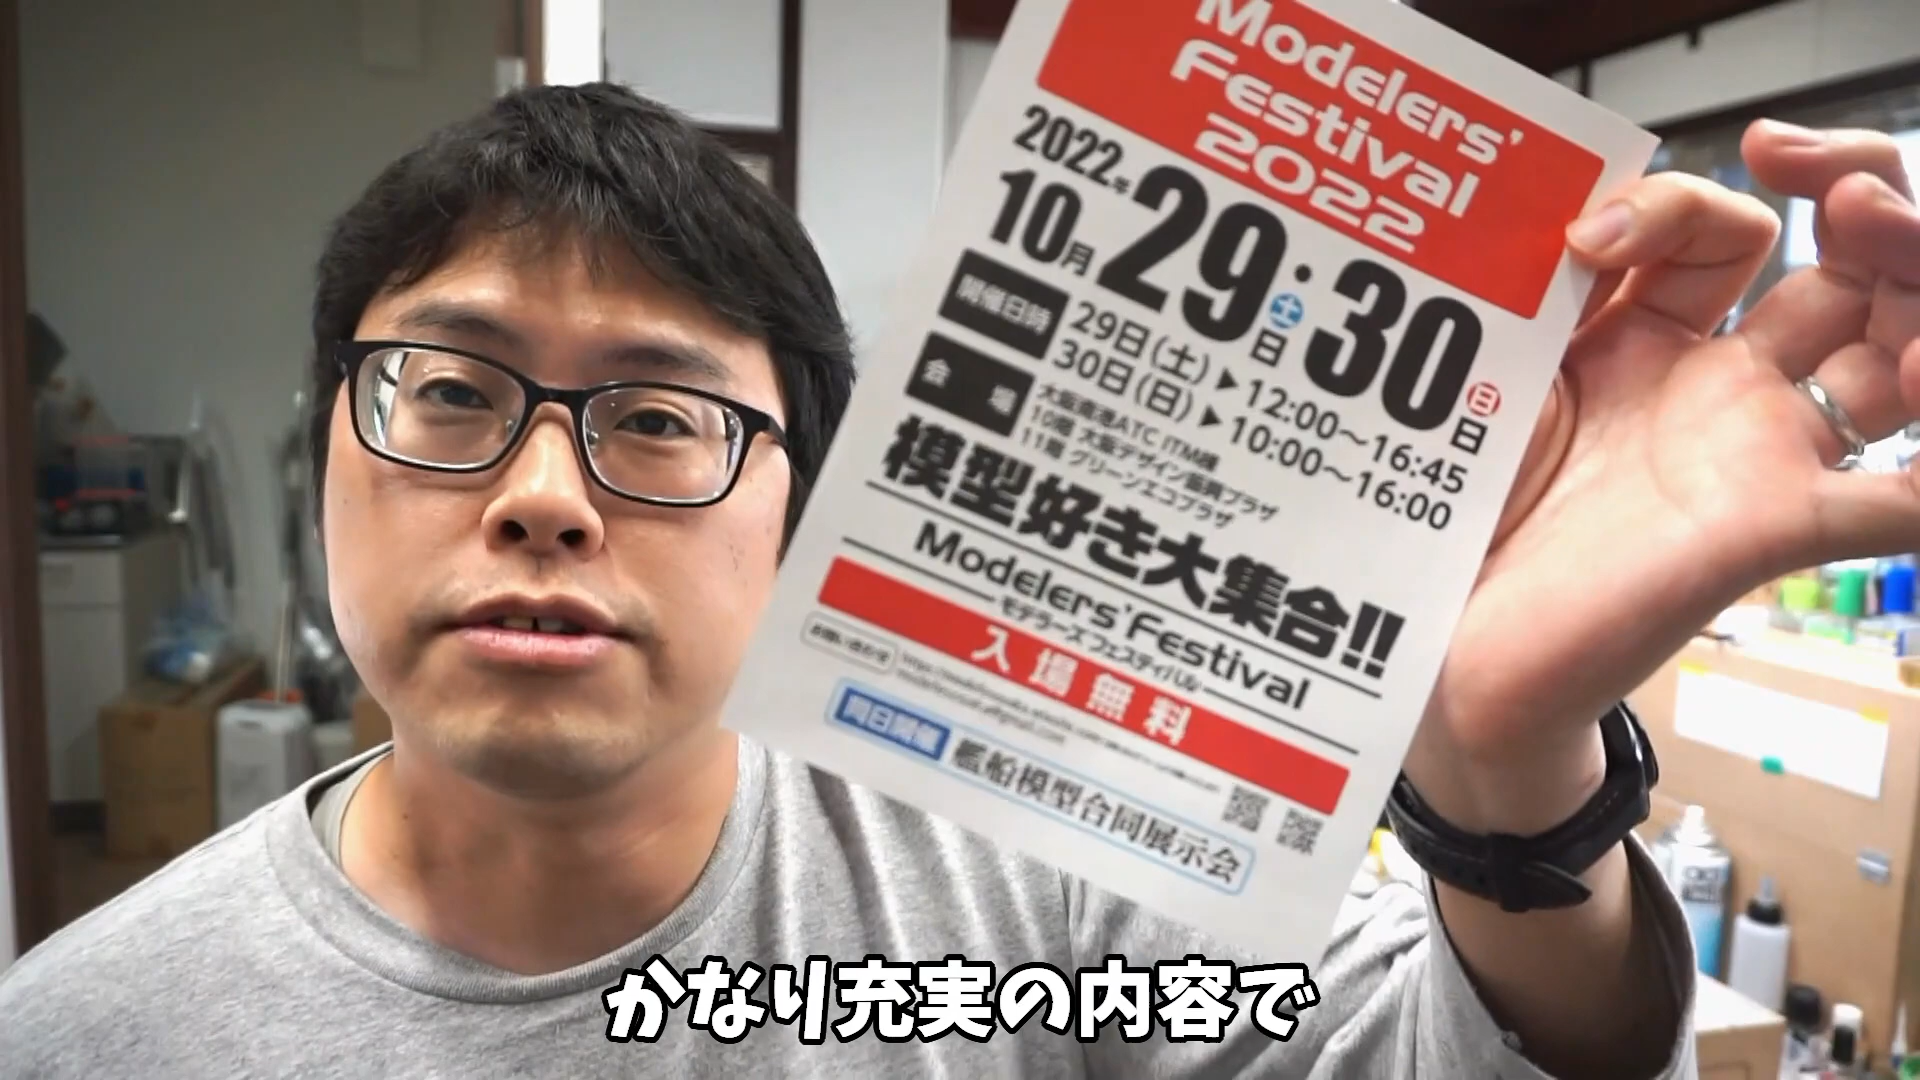 Modelers'
Festival
2022
2022年
10月29日土・30日日
開催日時
29日(土)▶12:00〜16:45
30日(日)▶10:00〜16:00
会場
大阪南港ATC ITM棟
10階 大阪デザイン振興プラザ
11階 グリーンエコプラザ
模型好き大集合!!
Modelers'Festival
モデラーズフェスティバル
入場無料
お問い合わせ
同日開催
艦船模型合同展示会
かなり充実の内容で